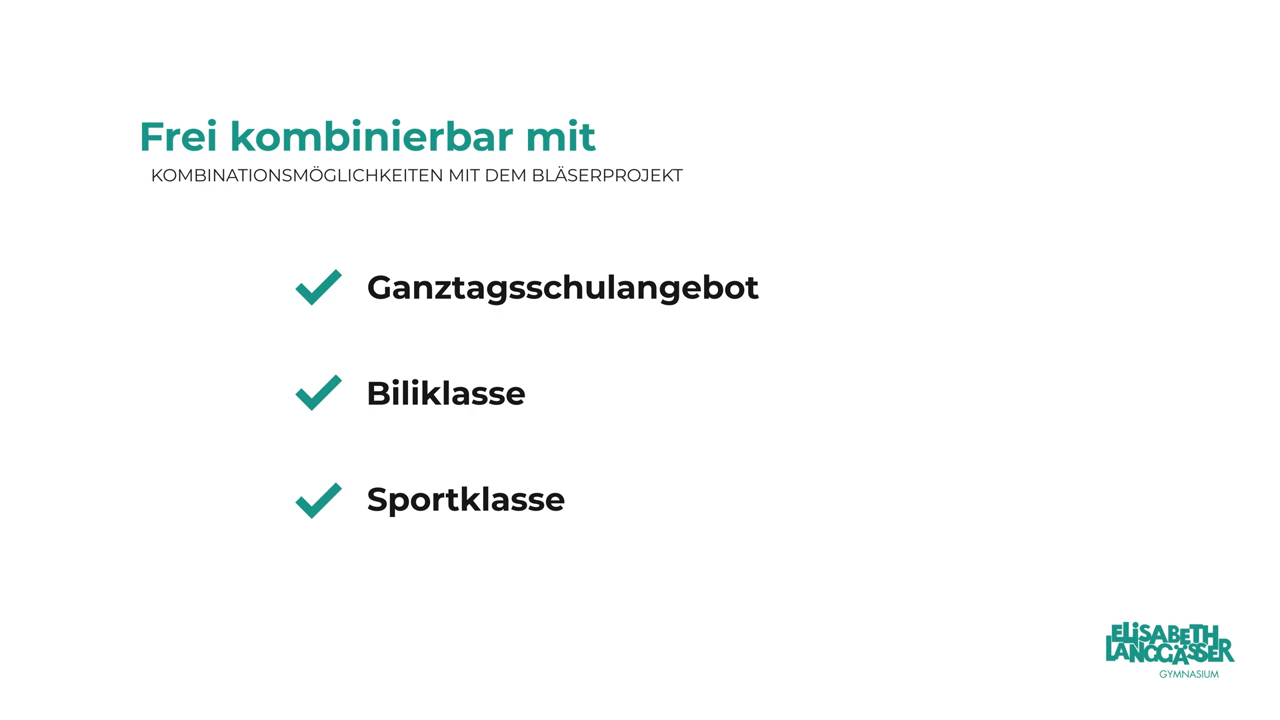 Frei kombinierbar mit
KOMBINATIONSMÖGLICHKEITEN MIT DEM BLÄSERPROJEKT
Ganztagsschulangebot
Biliklasse
Sportklasse
ELiSABETH
LANGGÄSSER
GYMNASIUM